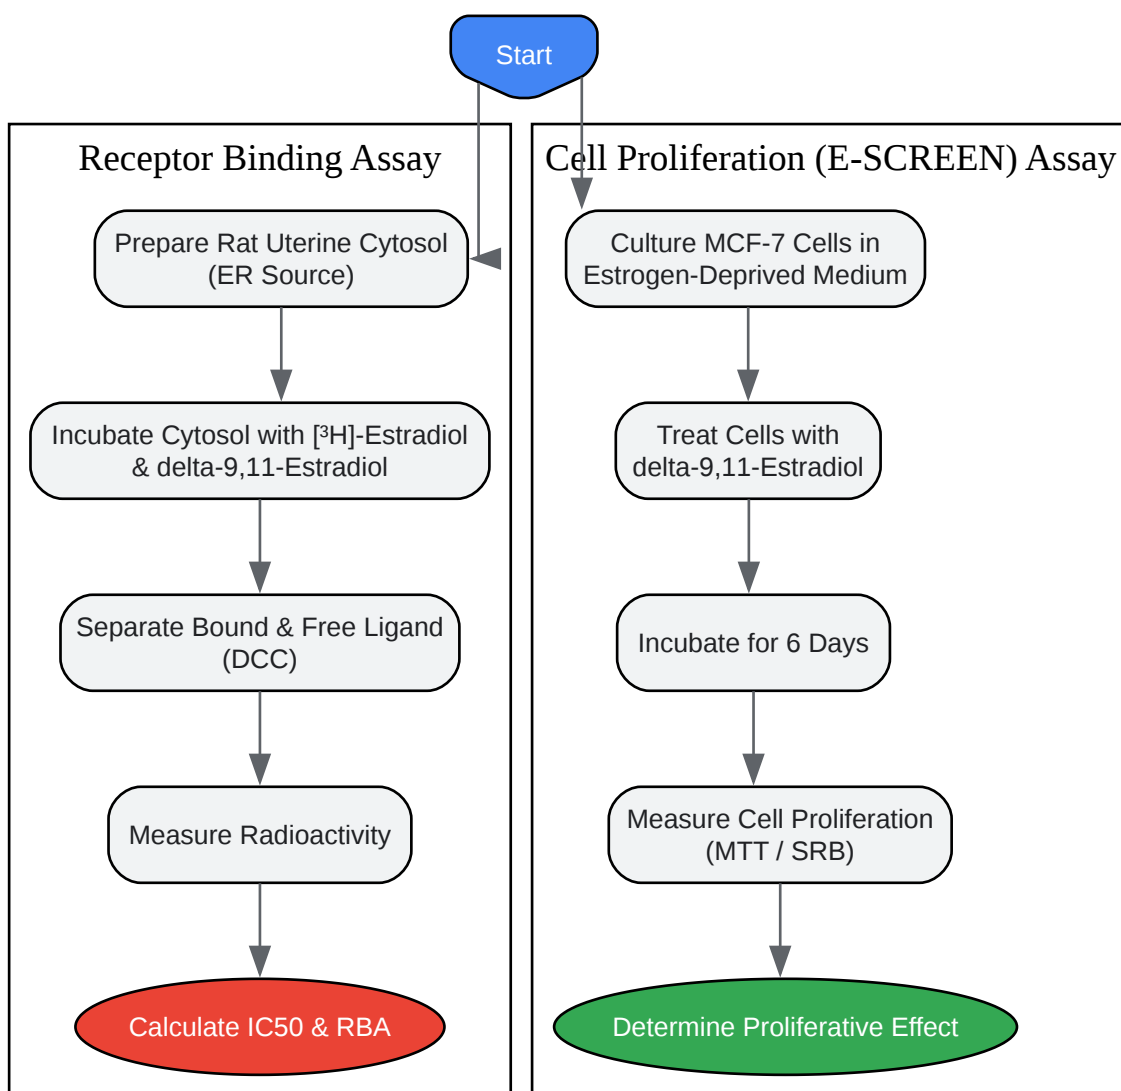 Start
Receptor Binding Assay
Prepare Rat Uterine Cytosol
(ER Source)
Incubate Cytosol with [³H]-Estradiol
& delta-9,11-Estradiol
Separate Bound & Free Ligand
(DCC)
Measure Radioactivity
Calculate IC50 & RBA
Cell Proliferation (E-SCREEN) Assay
Culture MCF-7 Cells in
Estrogen-Deprived Medium
Treat Cells with
delta-9,11-Estradiol
Incubate for 6 Days
Measure Cell Proliferation
(MTT / SRB)
Determine Proliferative Effect